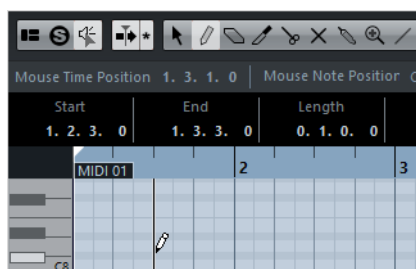 Mouse Time Position 1. 3. 1. 0 Mouse Note Position
Start End Length
1. 2. 3. 0 1. 3. 3. 0 0. 1. 0. 0
MIDI 01 2 3
C8